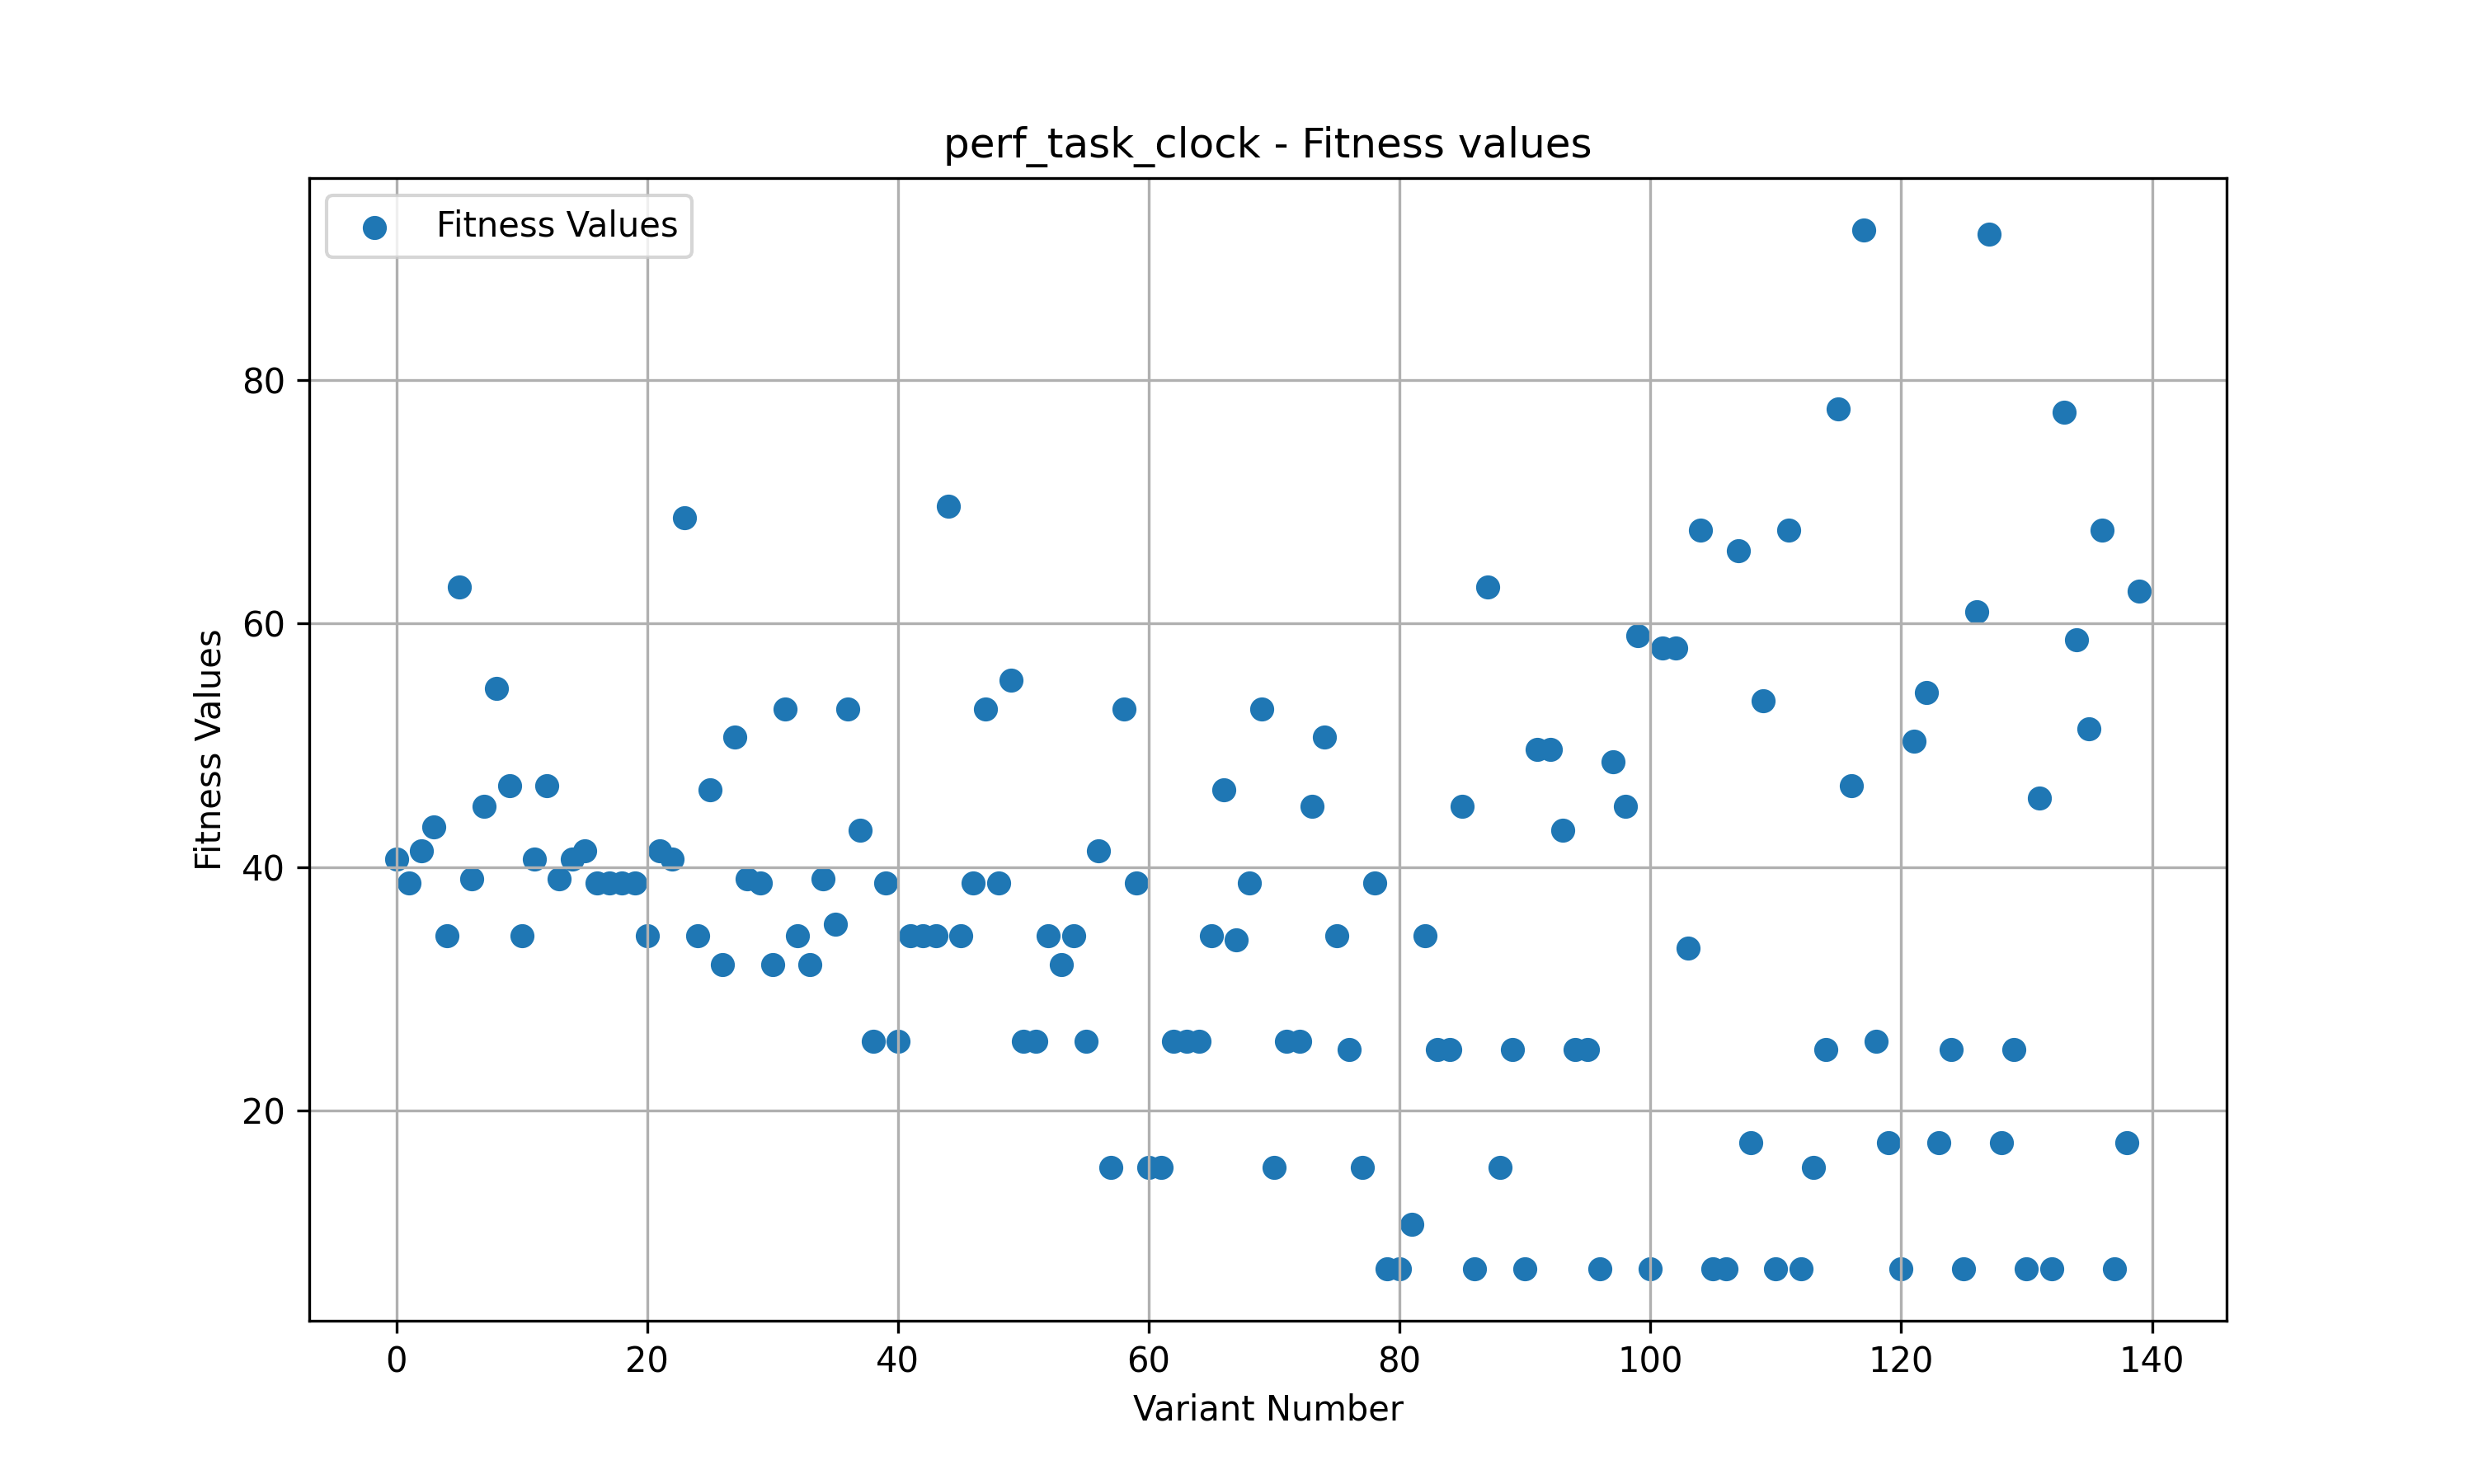 perf_task_clock - Fitness values
Fitness Values
Fitness Values
80
60
40
20
0 20 40 60 80 100 120 140
Variant Number